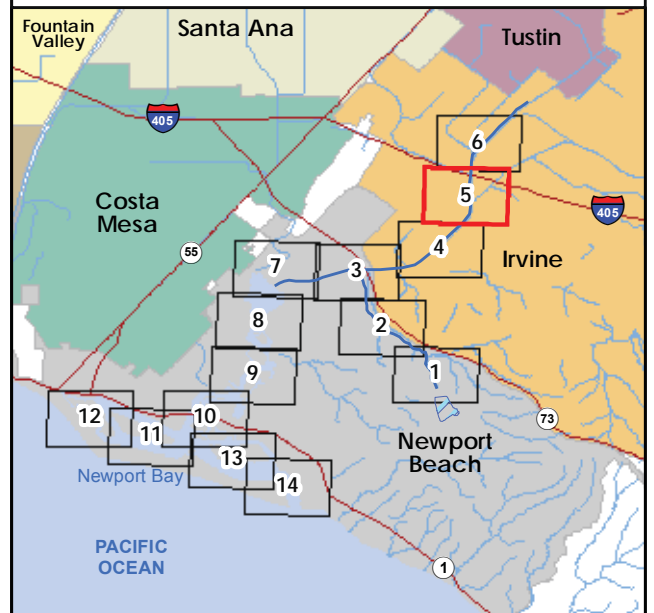 Fountain
Valley
Santa Ana
Tustin
405
6
5
Costa
Mesa
405
55
4
Irvine
7
3
8
2
9
1
12
10
11
73
13
Newport
Beach
Newport Bay
14
PACIFIC
OCEAN
1